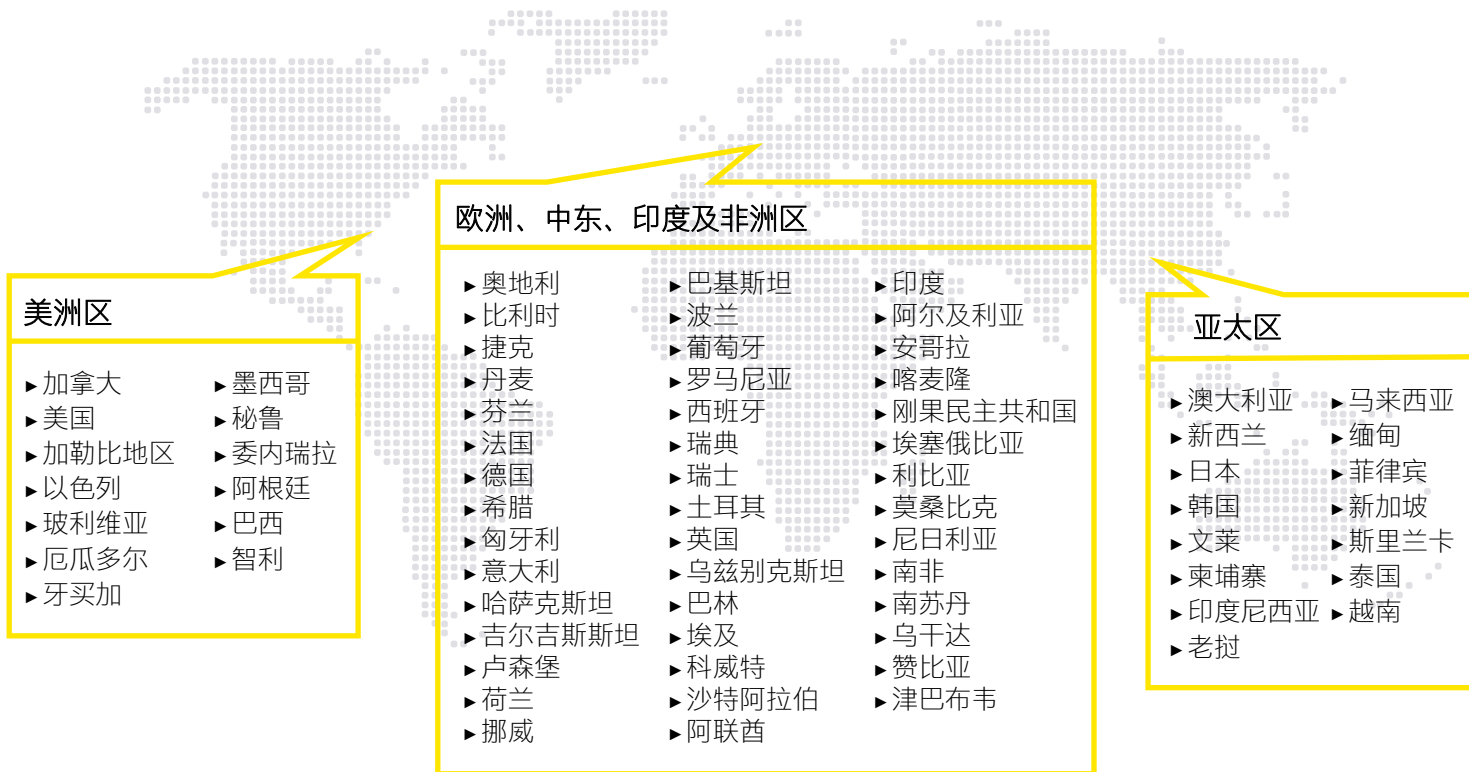 欧洲、中东、印度及非洲区
►奥地利
►比利时
►捷克
►丹麦
►芬兰
►法国
►德国
►希腊
►匈牙利
►意大利
►哈萨克斯坦
►吉尔吉斯斯坦
►卢森堡
►荷兰
►挪威
►巴基斯坦
►波兰
►葡萄牙
►罗马尼亚
►西班牙
►瑞典
►瑞士
►土耳其
►英国
►乌兹别克斯坦
►巴林
►埃及
►科威特
►沙特阿拉伯
►阿联酋
►印度
►阿尔及利亚
►安哥拉
►喀麦隆
►刚果民主共和国
►埃塞俄比亚
►利比亚
►莫桑比克
►尼日利亚
►南非
►南苏丹
►乌干达
►赞比亚
►津巴布韦
美洲区
►加拿大
►美国
►加勒比地区
►以色列
►玻利维亚
►厄瓜多尔
►牙买加
►墨西哥
►秘鲁
►委内瑞拉
►阿根廷
►巴西
►智利
亚太区
►澳大利亚
►新西兰
►日本
►韩国
►文莱
►柬埔寨
►印度尼西亚
►老挝
►马来西亚
►缅甸
►菲律宾
►新加坡
►斯里兰卡
►泰国
►越南